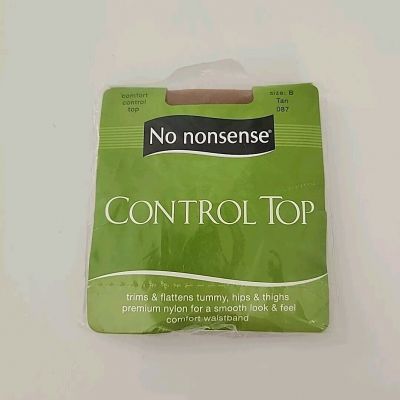 comfort
control
top
size: B
Tan
087
No nonsense®
CONTROL TOP
trims & flattens tummy, hips & thighs
premium nylon for a smooth look & feel
comfort waistband